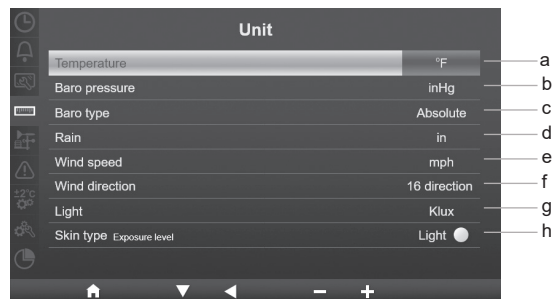 Unit
Temperature °F a
Baro pressure inHg b
Baro type Absolute c
Rain in d
Wind speed mph e
Wind direction 16 direction f
Light Klux g
Skin type Exposure level Light h
±2°C